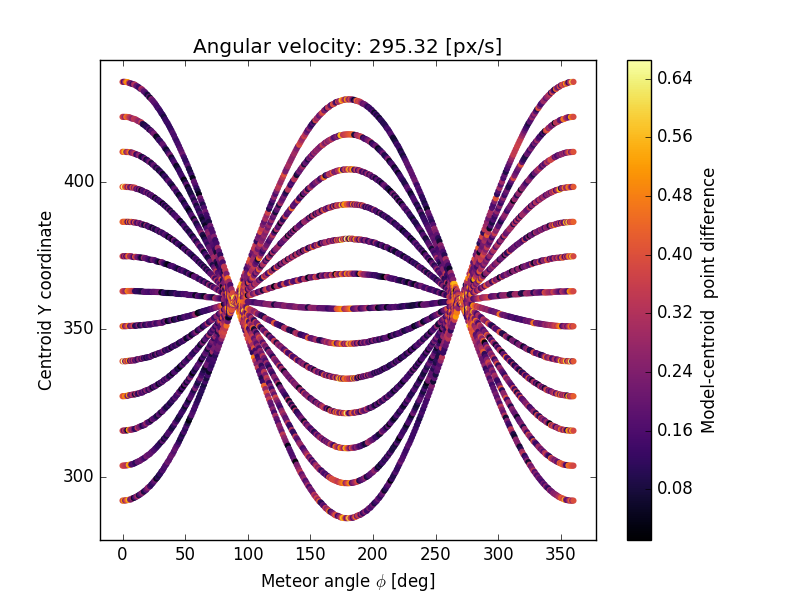 Angular velocity: 295.32 [px/s]
Centroid Y coordinate
400
350
300
0 50 100 150 200 250 300 350
Meteor angle ϕ [deg]
0.64
0.56
0.48
0.40
0.32
0.24
0.16
0.08
Model-centroid  point difference